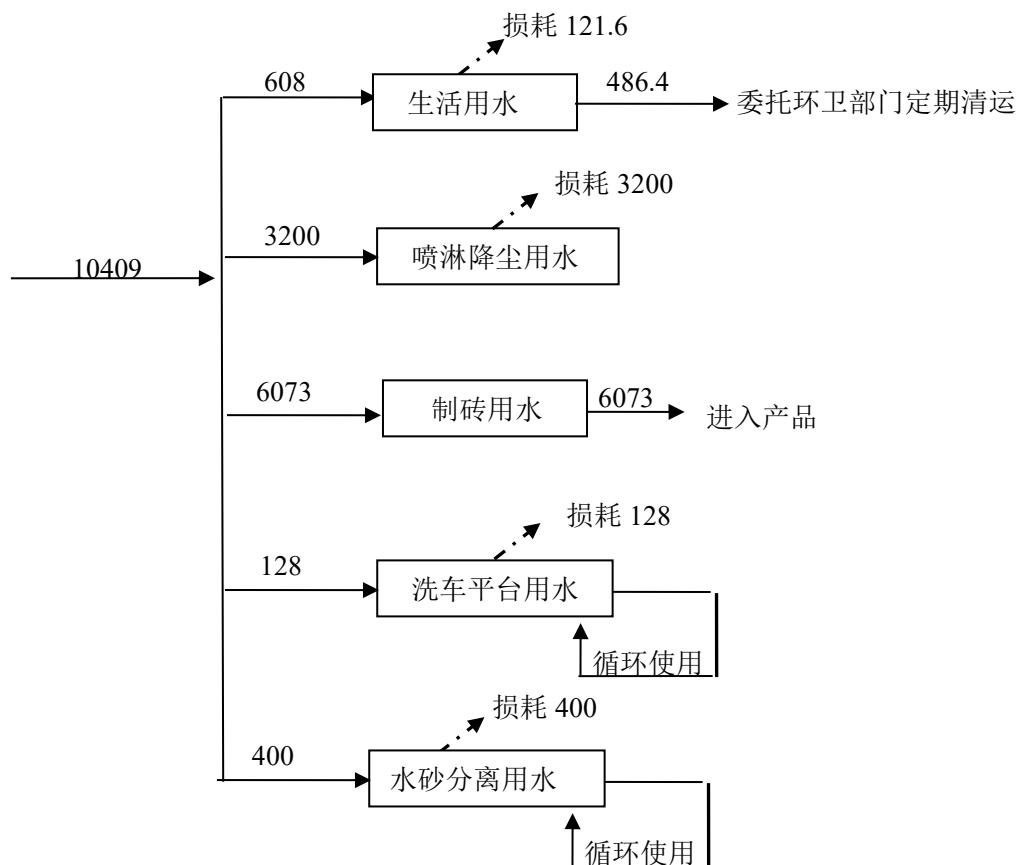 损耗 121.6
608
生活用水
486.4
委托环卫部门定期清运
损耗 3200
3200
喷淋降尘用水
10409
6073
制砖用水
6073
进入产品
损耗 128
128
洗车平台用水
循环使用
损耗 400
400
水砂分离用水
循环使用